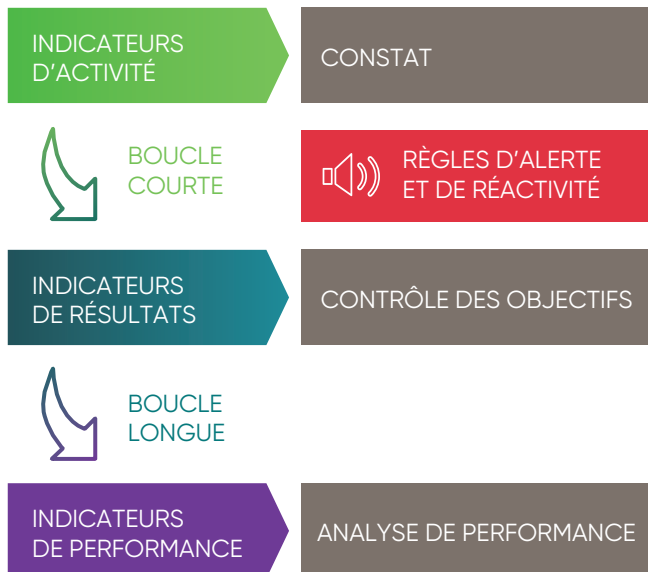 INDICATEURS
D'ACTIVITÉ
CONSTAT
BOUCLE
COURTE
RÈGLES D'ALERTE
ET DE RÉACTIVITÉ
INDICATEURS
DE RÉSULTATS
CONTRÔLE DES OBJECTIFS
BOUCLE
LONGUE
INDICATEURS
DE PERFORMANCE
ANALYSE DE PERFORMANCE